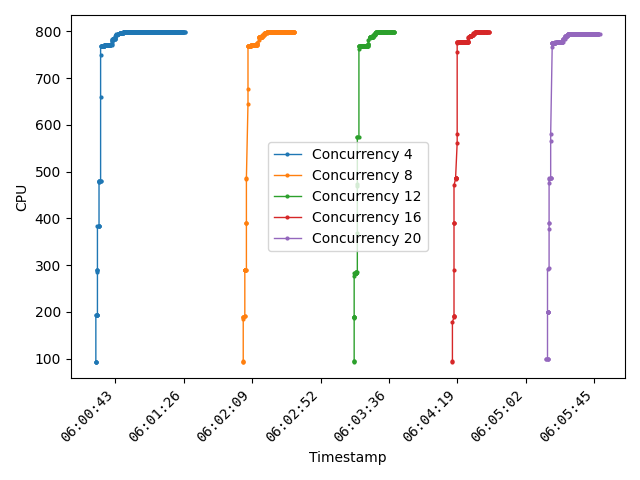 800
700
600
500
400
300
200
100
CPU
Concurrency 4
Concurrency 8
Concurrency 12
Concurrency 16
Concurrency 20
06:00:43
06:01:26
06:02:09
06:02:52
06:03:36
06:04:19
06:05:02
06:05:45
Timestamp